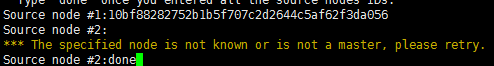 Type "done" once you entered all the source nodes IDs.
Source node #1:10bf88282752b1b5f707c2d2644c5af62f3da056
Source node #2:
*** The specified node is not known or is not a master, please retry.
Source node #2:done